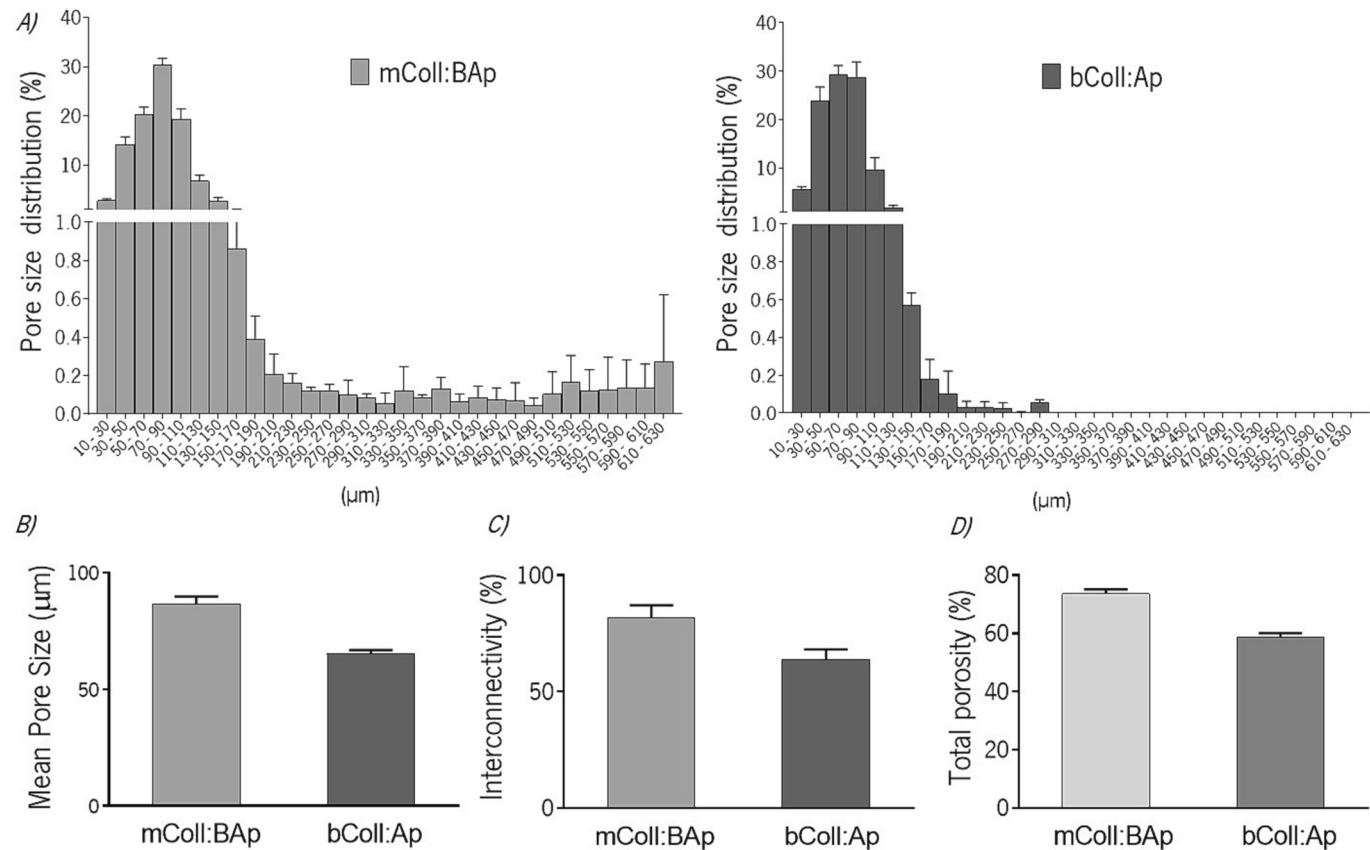 A)
Pore size distribution (%)
40
30
20
10
1.0
0.8
0.6
0.4
0.2
0.0
mColl:BAp
10 - 30
30 - 50
50 - 70
70 - 90
90 - 110
110 - 130
130 - 150
150 - 170
170 - 190
190 - 210
210 - 230
230 - 250
250 - 270
270 - 290
290 - 310
310 - 330
330 - 350
350 - 370
370 - 390
390 - 410
410 - 430
430 - 450
450 - 470
470 - 490
490 - 510
510 - 530
530 - 550
550 - 570
570 - 590
590 - 610
610 - 630
(µm)
Pore size distribution (%)
40
30
20
10
1.0
0.8
0.6
0.4
0.2
0.0
bColl:Ap
10 - 30
30 - 50
50 - 70
70 - 90
90 - 110
110 - 130
130 - 150
150 - 170
170 - 190
190 - 210
210 - 230
230 - 250
250 - 270
270 - 290
290 - 310
310 - 330
330 - 350
350 - 370
370 - 390
390 - 410
410 - 430
430 - 450
450 - 470
470 - 490
490 - 510
510 - 530
530 - 550
550 - 570
570 - 590
590 - 610
610 - 630
(µm)
B)
Mean Pore Size (µm)
100
50
0
mColl:BAp
bColl:Ap
C)
Interconnectivity (%)
100
50
0
mColl:BAp
bColl:Ap
D)
Total porosity (%)
80
60
40
20
0
mColl:BAp
bColl:Ap